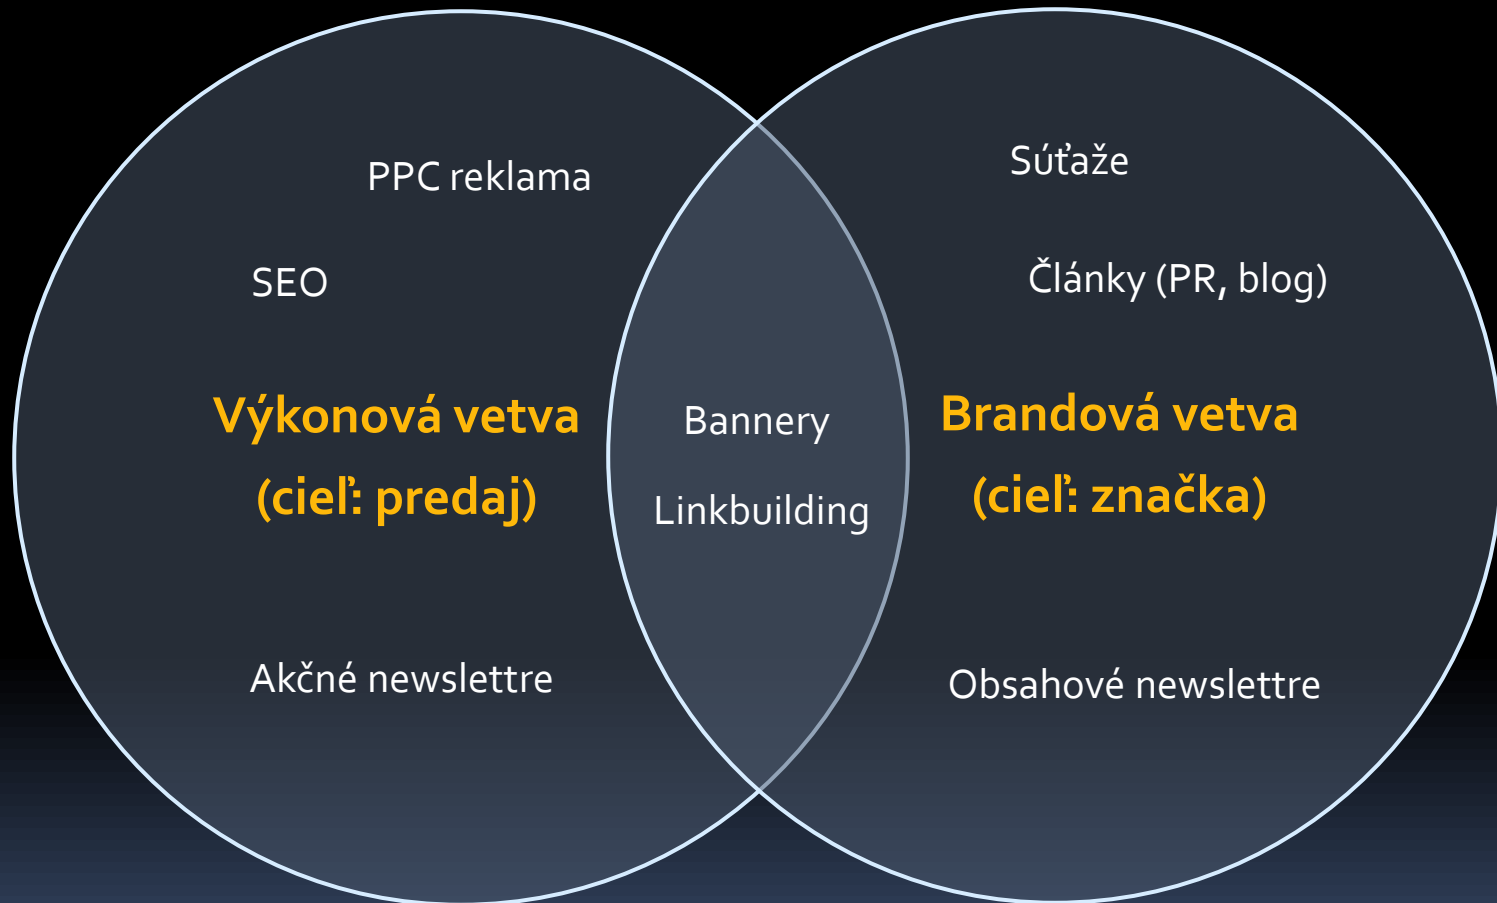 PPC reklama
SEO
Výkonová vetva
(cieľ: predaj)
Akčné newslettre
Bannery
Linkbuilding
Súťaže
Články (PR, blog)
Brandová vetva
(cieľ: značka)
Obsahové newslettre